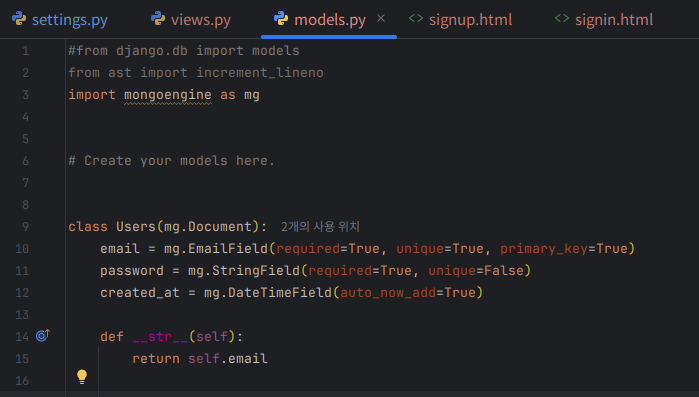 settings.py views.py models.py × <> signup.html <> signin.html
1 #from django.db import models
2 from ast import increment_lineno
3 import mongoengine as mg
4
5
6 # Create your models here.
7
8
9 class Users(mg.Document): 2개의 사용 위치
10 email = mg.EmailField(required=True, unique=True, primary_key=True)
11 password = mg.StringField(required=True, unique=False)
12 created_at = mg.DateTimeField(auto_now_add=True)
13
14 def __str__(self):
15 return self.email
16